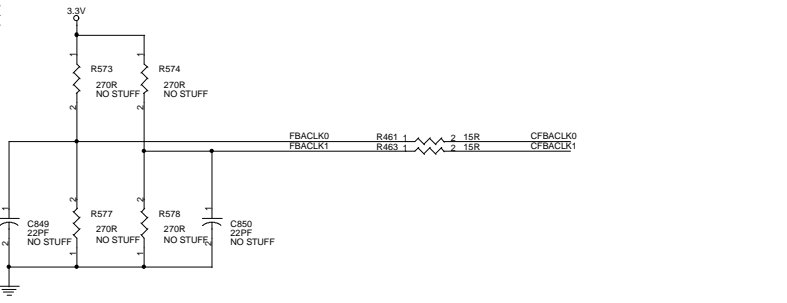 3.3V
1
1
R573
R574
270R
NO STUFF
270R
NO STUFF
2
2
FBACLK0 R461 1 2 15R CFBACLK0
FBACLK1 R463 1 2 15R CFBACLK1
1
2
2
1
C849
22PF
NO STUFF
R577
270R
NO STUFF
R578
270R
NO STUFF
C850
22PF
NO STUFF
2
1
1
2